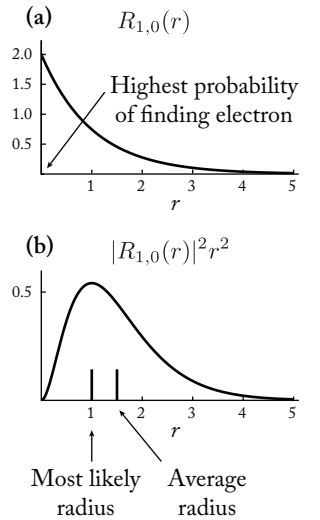 (a) R₁,₀(r)
2.0
1.5
1.0
0.5
Highest probability
of finding electron
1 2 3 4 5
r
(b) |R₁,₀(r)|²r²
0.5
1 2 3 4 5
r
Most likely
radius
Average
radius